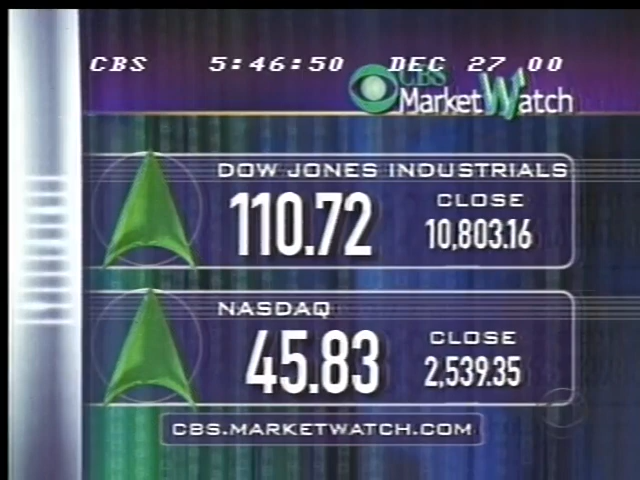 CBS 5:46:50 DEC 27 00
CBS
MarketWatch
DOW JONES INDUSTRIALS
110.72
CLOSE
10,803.16
NASDAQ
45.83
CLOSE
2,539.35
CBS.MARKETWATCH.COM